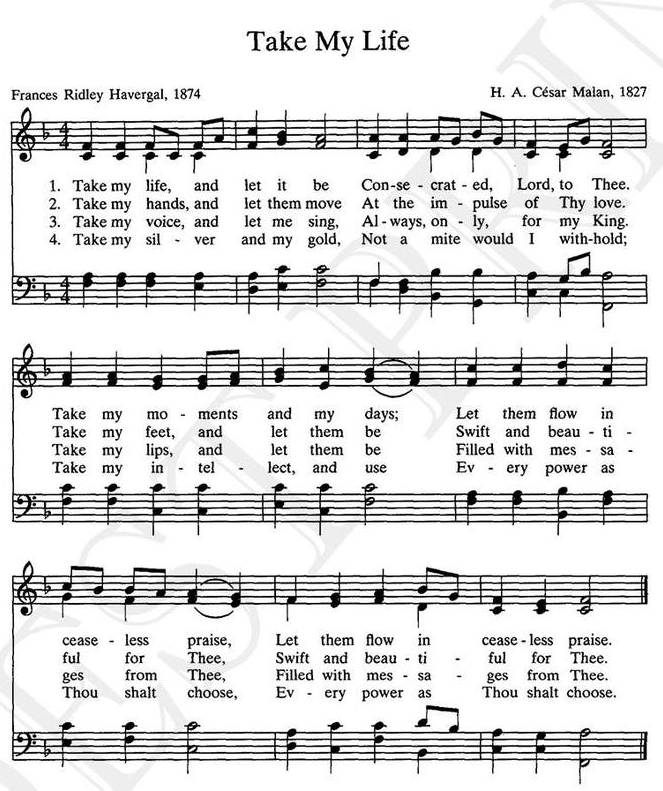 Take My Life
Frances Ridley Havergal, 1874
H. A. César Malan, 1827
4
4
1. Take my life, and let it be Con-se - crat - ed, Lord, to Thee.
2. Take my hands, and let them move At the im - pulse of Thy love.
3. Take my voice, and let me sing, Al - ways, on - ly, for my King.
4. Take my sil - ver and my gold, Not a mite would I with-hold;
4
4
Take my mo - ments and my days; Let them flow in
Take my feet, and let them be Swift and beau - ti -
Take my lips, and let them be Filled with mes - sa -
Take my in - tel - lect, and use Ev - ery power as
cease - less praise, Let them flow in cease - less praise.
ful for Thee, Swift and beau - ti - ful for Thee.
ges from Thee, Filled with mes - sa - ges from Thee.
Thou shalt choose, Ev - ery power as Thou shalt choose.